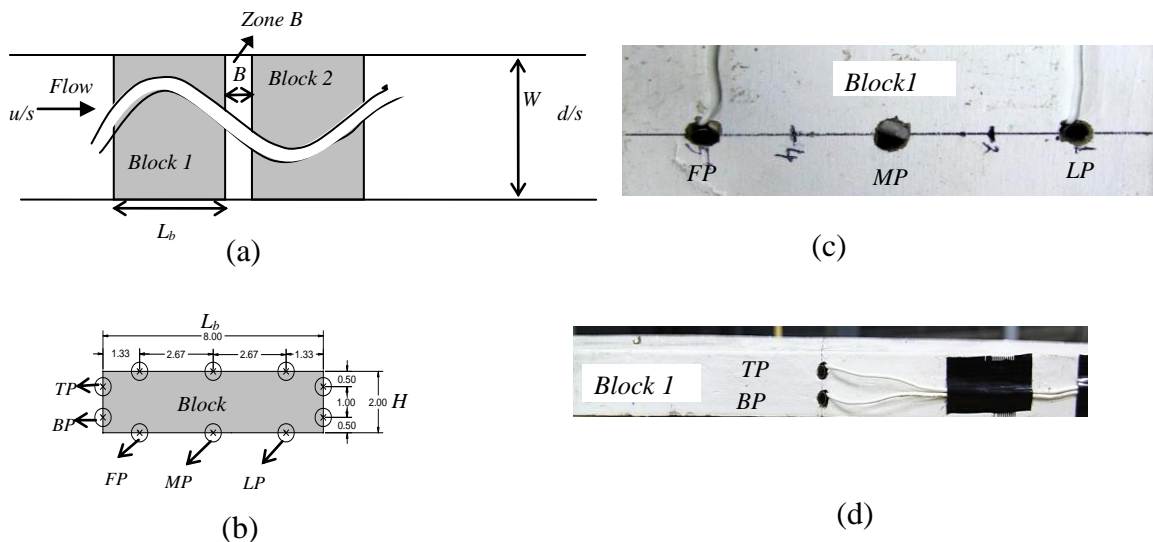 Zone B
B
Block 2
Flow
u/s
W
d/s
Block 1
L_b
(a)
Block1
FP
MP
LP
(c)
L_b
8.00
1.33
2.67
2.67
1.33
TP
BP
Block
0.50
1.00
2.00
H
0.50
FP
MP
LP
(b)
TP
BP
Block 1
(d)